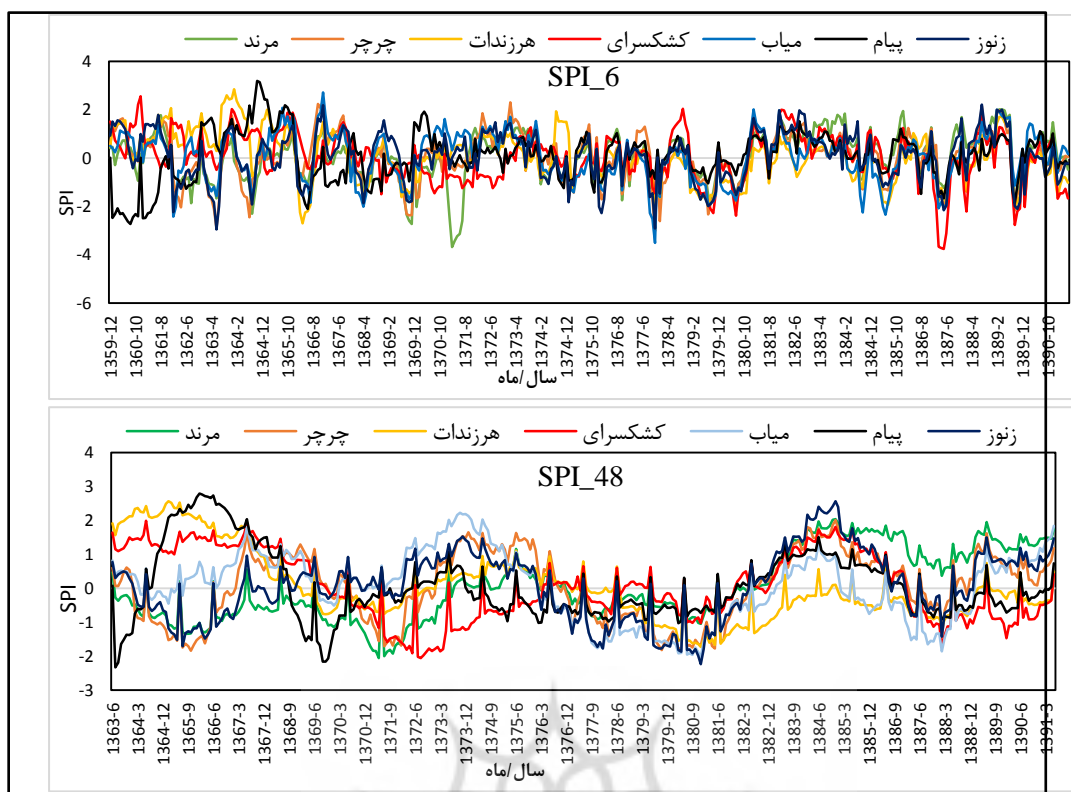 مرند چرچر هرزندات کشکسرای میاب پیام زنوز
SPI_6
4
2
0
-2
-4
-6
SPI
1359-12 1360-10 1361-8 1362-6 1363-4 1364-2 1364-12 1365-10 1366-8 1367-6 1368-4 1369-2 1369-12 1370-10 1371-8 1372-6 1373-4 1374-2 1374-12 1375-10 1376-8 1377-6 1378-4 1379-2 1379-12 1380-10 1381-8 1382-6 1383-4 1384-2 1384-12 1385-10 1386-8 1387-6 1388-4 1389-2 1389-12 1390-10
سال/ماه
مرند چرچر هرزندات کشکسرای میاب پیام زنوز
SPI_48
4
3
2
1
0
-1
-2
-3
SPI
1363-6 1364-3 1364-12 1365-9 1366-6 1367-3 1367-12 1368-9 1369-6 1370-3 1370-12 1371-9 1372-6 1373-3 1373-12 1374-9 1375-6 1376-3 1376-12 1377-9 1378-6 1379-3 1379-12 1380-9 1381-6 1382-3 1382-12 1383-9 1384-6 1385-3 1385-12 1386-9 1387-6 1388-3 1388-12 1389-9 1390-6 1391-3
سال/ماه